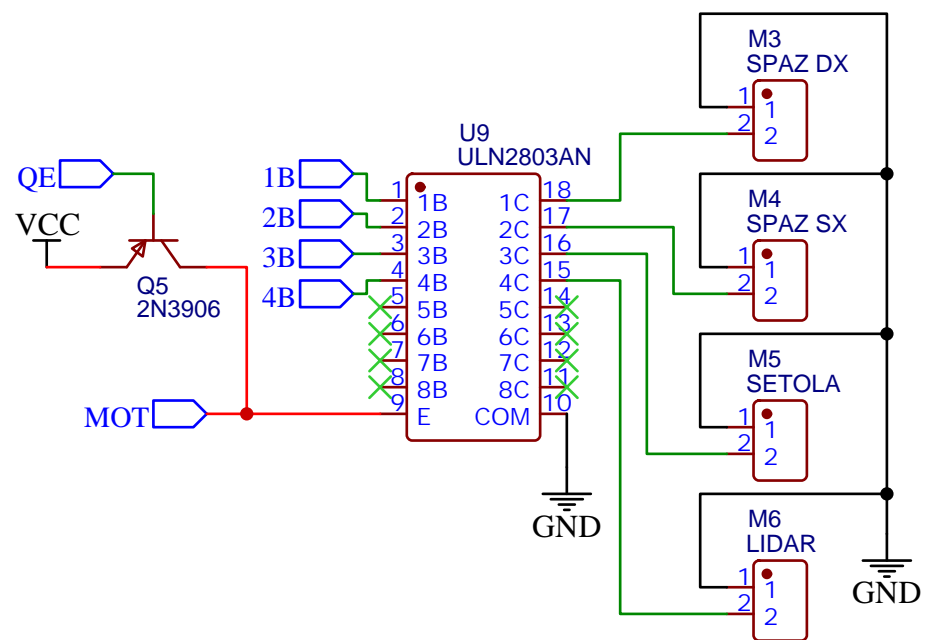 QE
VCC
Q5
2N3906
MOT
1B
2B
3B
4B
U9
ULN2803AN
1 1B 1C 18
2 2B 2C 17
3 3B 3C 16
4 4B 4C 15
5 5B 5C 14
6 6B 6C 13
7 7B 7C 12
8 8B 8C 11
9 E COM 10
GND
M3
SPAZ DX
1 1
2 2
M4
SPAZ SX
1 1
2 2
M5
SETOLA
1 1
2 2
M6
LIDAR
1 1
2 2
GND